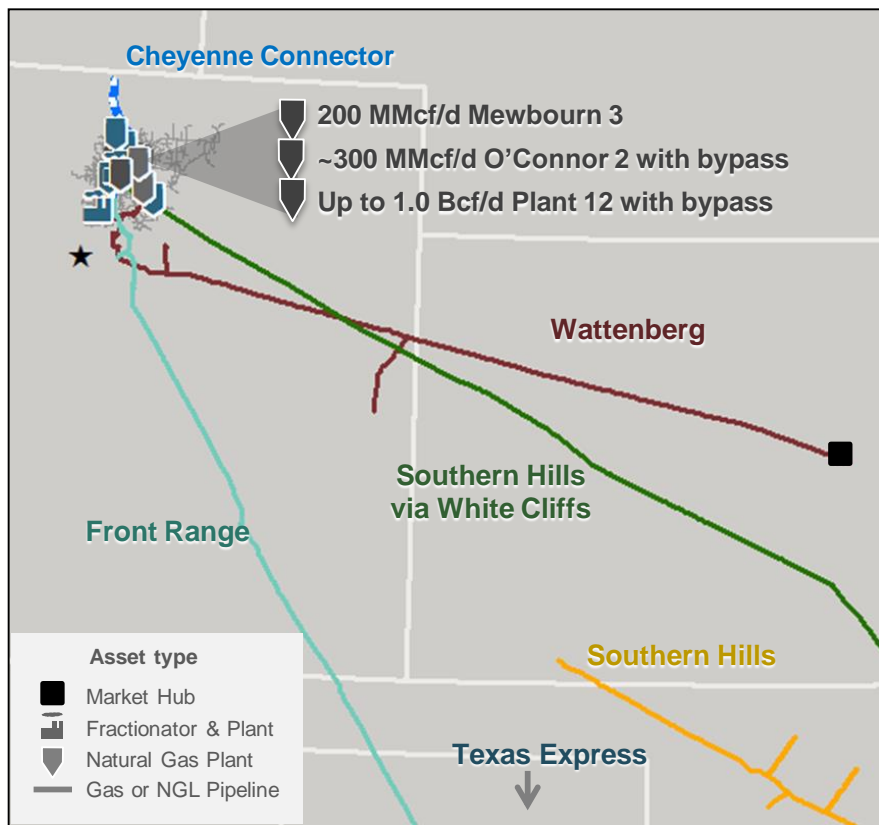 Cheyenne Connector
200 MMcf/d Mewbourn 3
~300 MMcf/d O’Connor 2 with bypass
Up to 1.0 Bcf/d Plant 12 with bypass
Wattenberg
Southern Hills
via White Cliffs
Front Range
Southern Hills
Texas Express
Asset type
Market Hub
Fractionator & Plant
Natural Gas Plant
Gas or NGL Pipeline